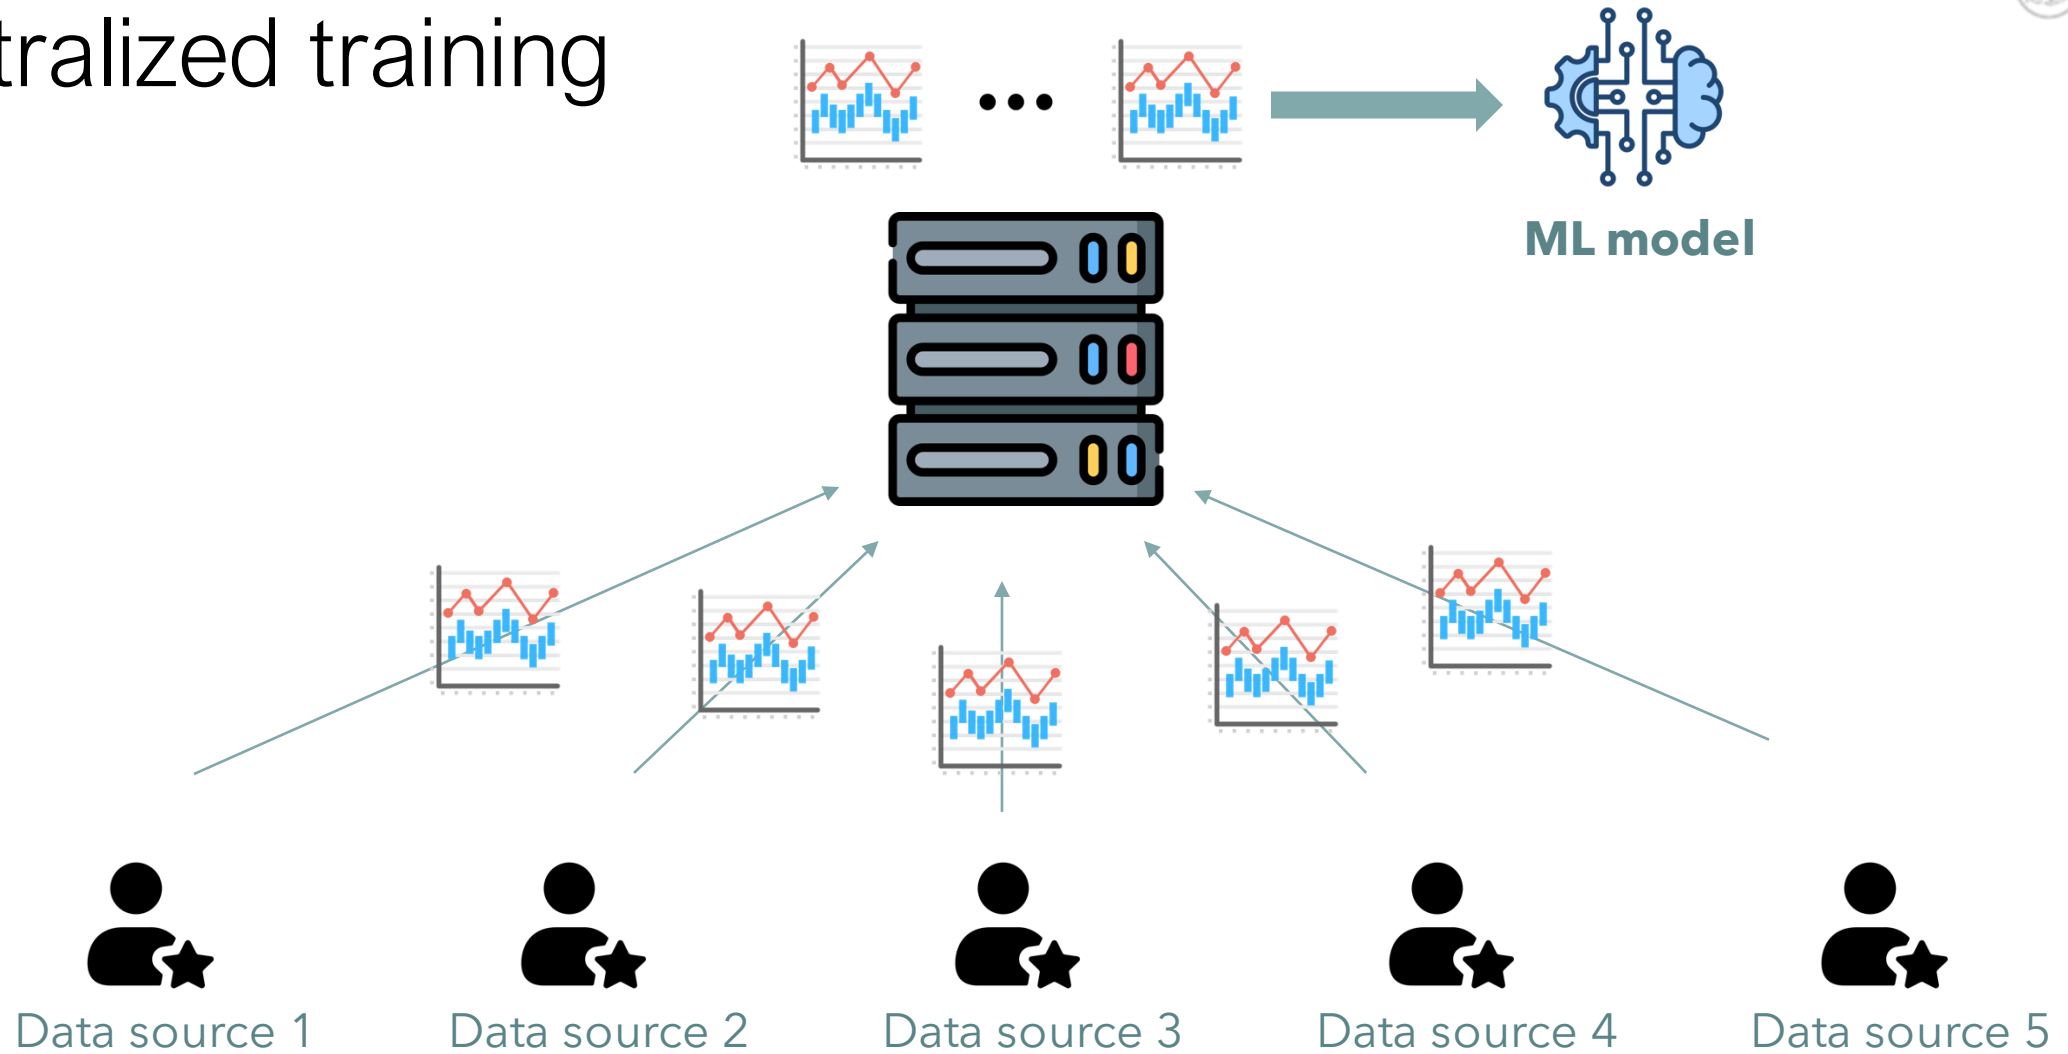 tralized training
ML model
Data source 1
Data source 2
Data source 3
Data source 4
Data source 5